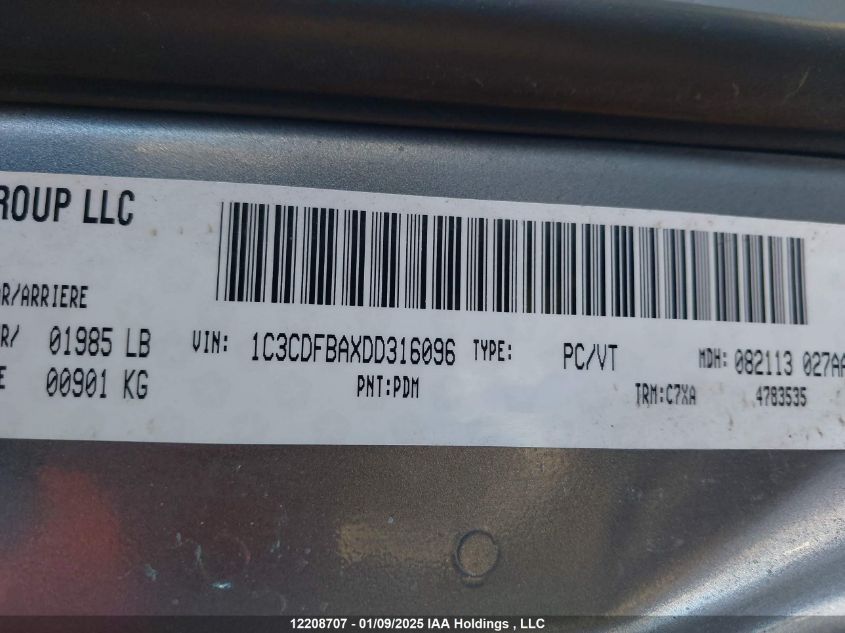 ROUP LLC
R/ARRIERE
R/ 01985 LB VIN: 1C3CDFBAXDD316096 TYPE: PC/VT MDH: 082113 027AA
E 00901 KG PNT:PDM TRM:C7XA 4783535
12208707 - 01/09/2025 IAA Holdings , LLC